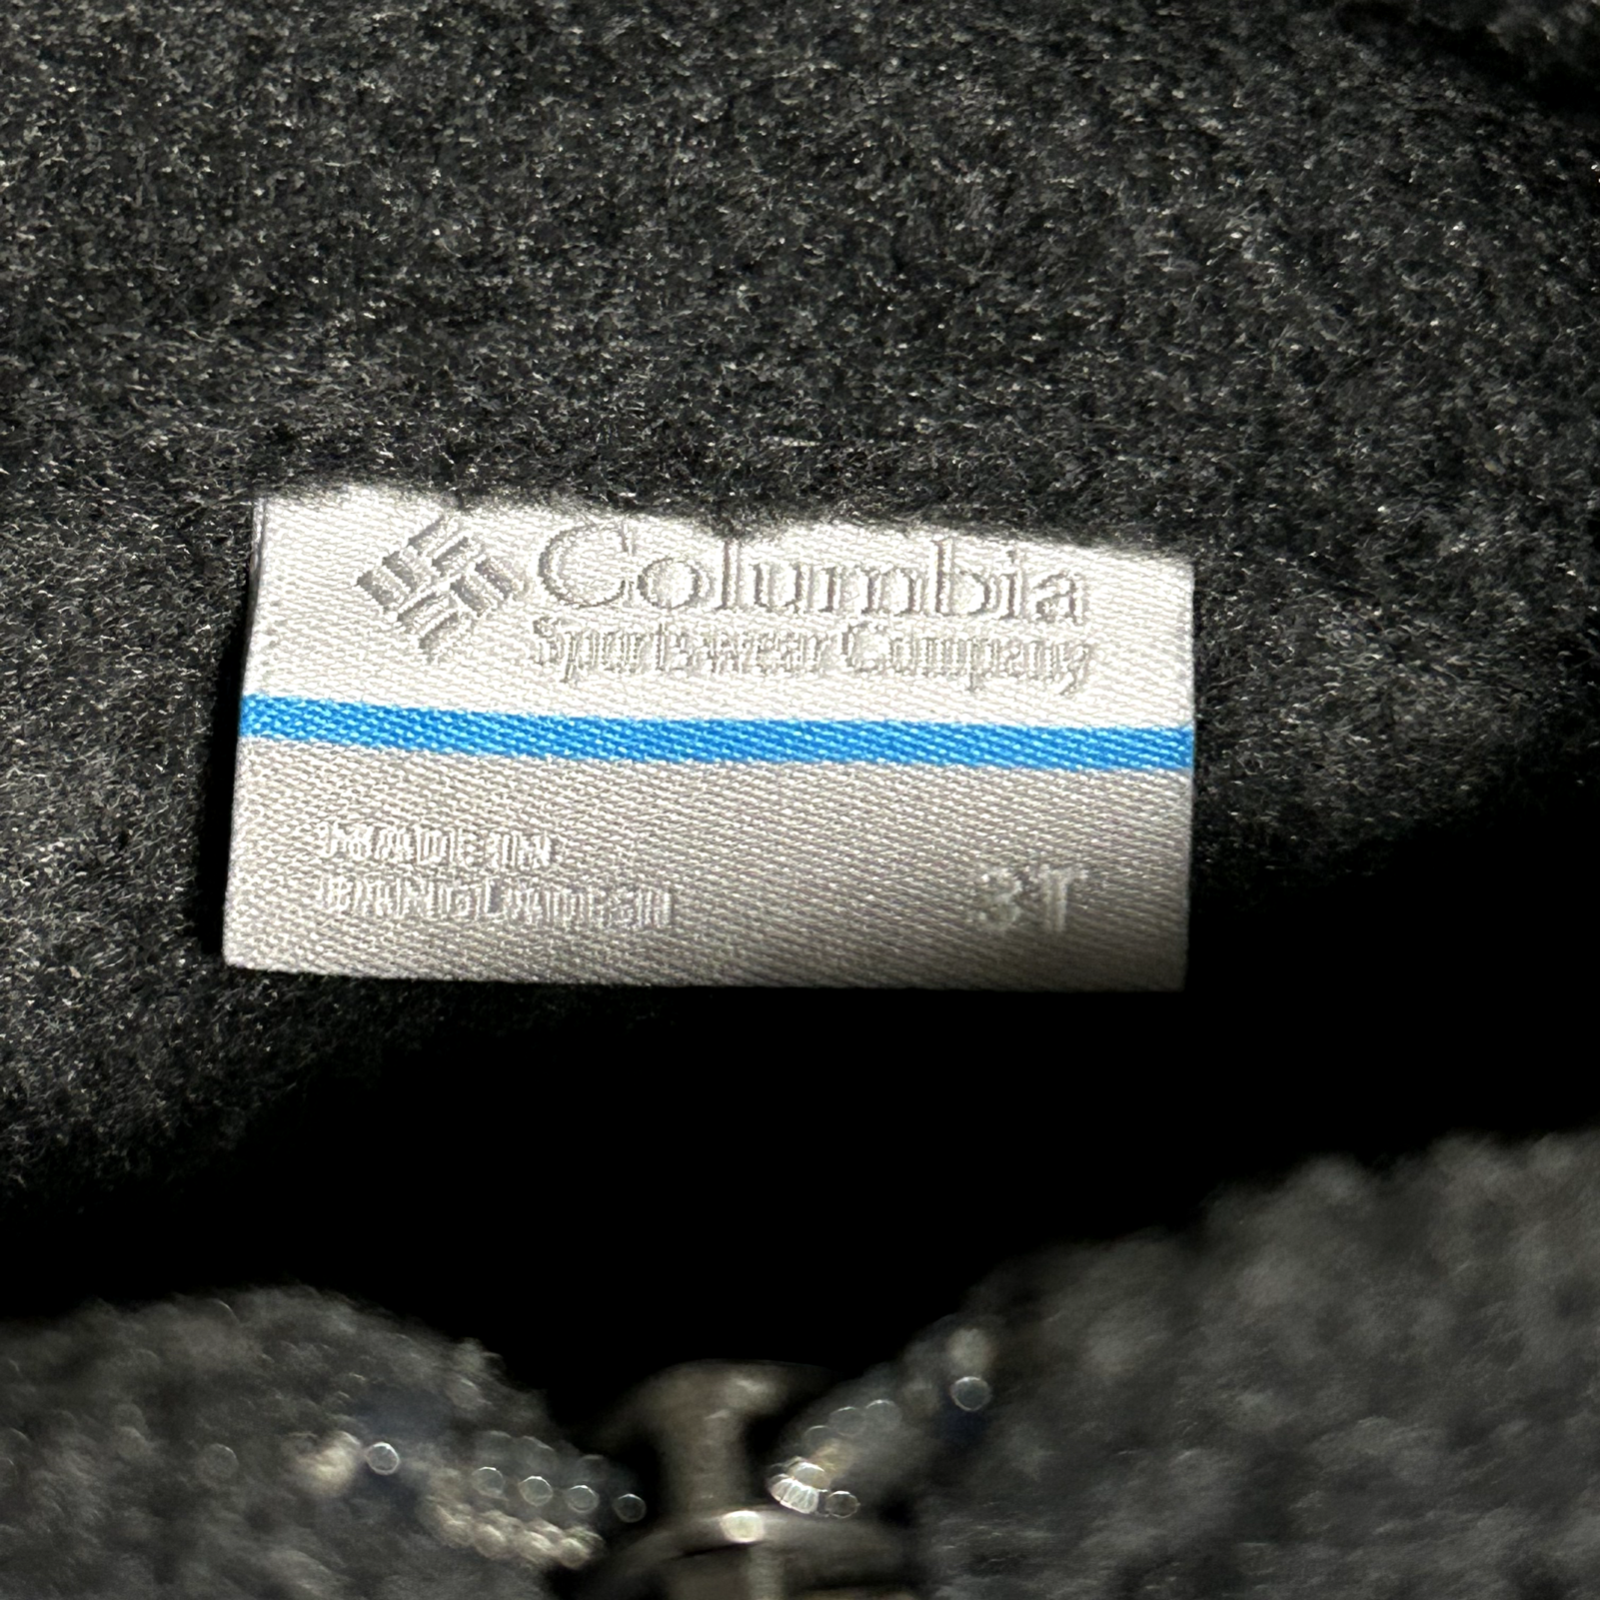 Columbia
Sportswear Company
MADE IN
BANGLADESH
3T